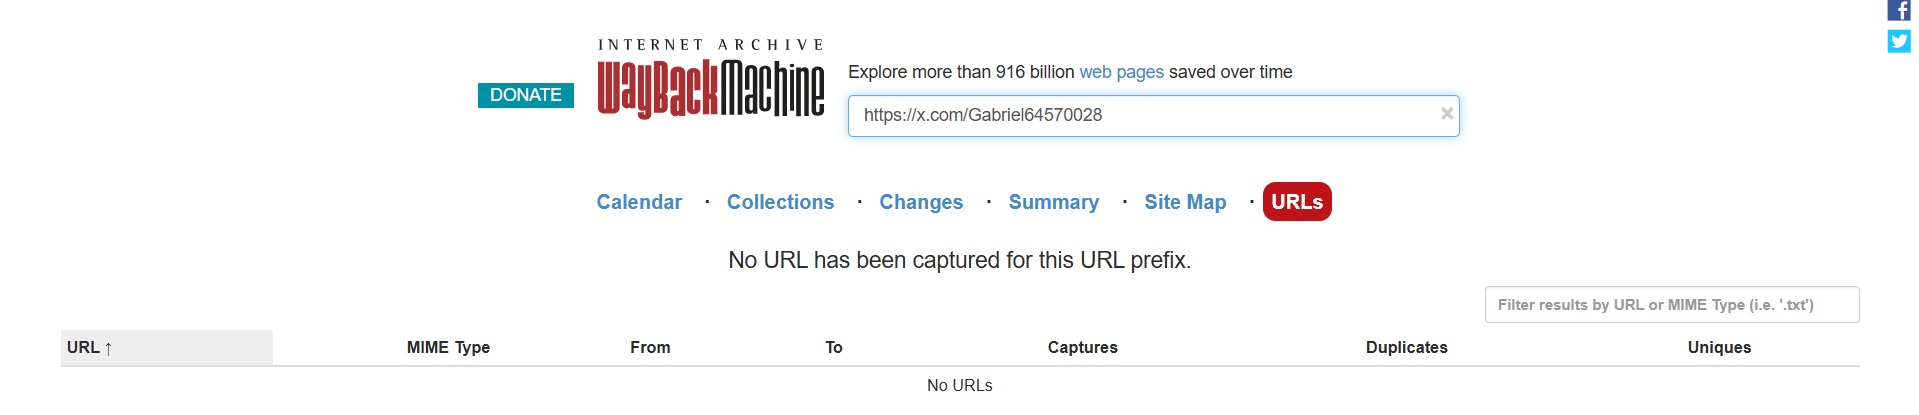 INTERNET ARCHIVE
DONATE
WayBackMachine
Explore more than 916 billion web pages saved over time
https://x.com/Gabriel64570028
Calendar · Collections · Changes · Summary · Site Map · URLs
No URL has been captured for this URL prefix.
Filter results by URL or MIME Type (i.e. '.txt')
URL ↑ MIME Type From To Captures Duplicates Uniques
No URLs